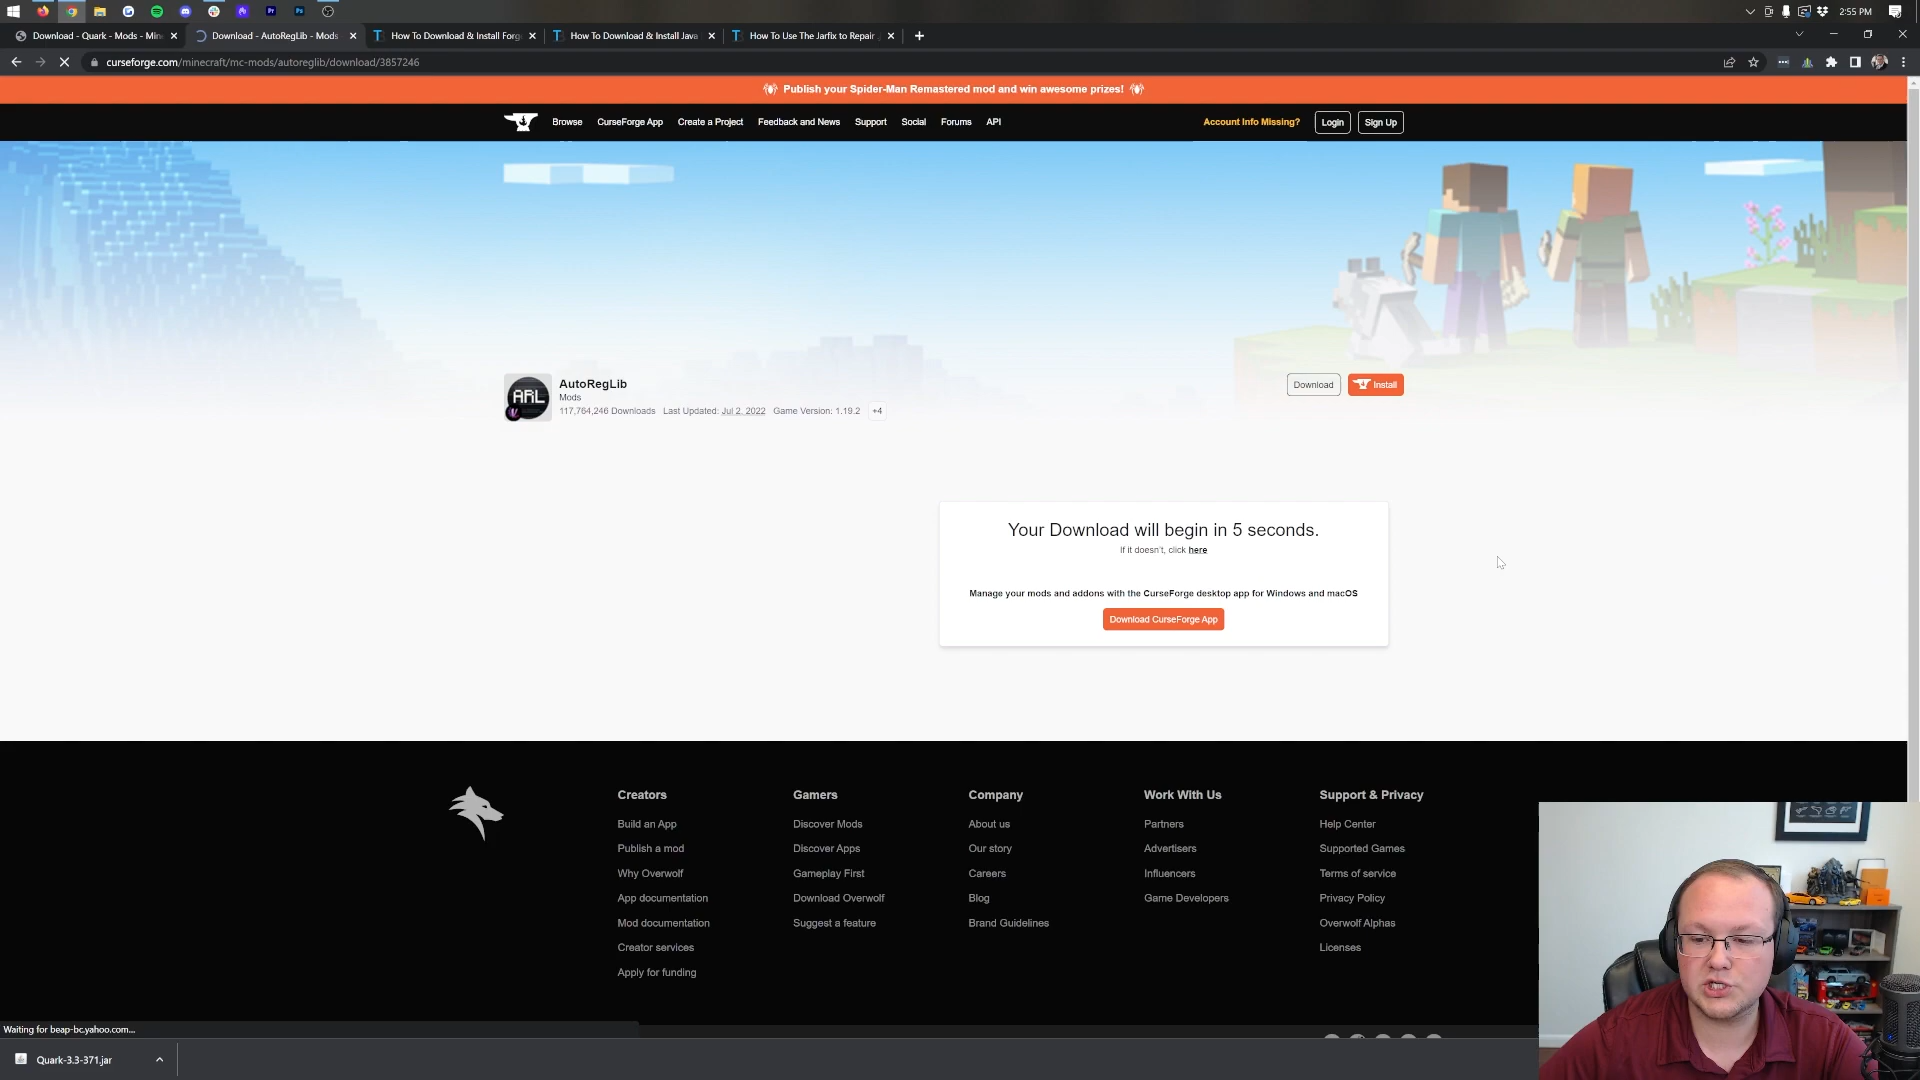 2:55 PM
Download - Quark - Mods - Min
Download - AutoRegLib - Mods
How To Download & Install Forg
How To Download & Install Java
How To Use The Jarfix to Repair
curseforge.com/minecraft/mc-mods/autoreglib/download/3857246
Publish your Spider-Man Remastered mod and win awesome prizes!
Browse
CurseForge App
Create a Project
Feedback and News
Support
Social
Forums
API
Account Info Missing?
Login
Sign Up
ARL
AutoRegLib
Mods
117,764,246 Downloads Last Updated: Jul 2, 2022 Game Version: 1.19.2 +4
Download
Install
Your Download will begin in 5 seconds.
If it doesn't, click here
Manage your mods and addons with the CurseForge desktop app for Windows and macOS
Download CurseForge App
Creators
Build an App
Publish a mod
Why Overwolf
App documentation
Mod documentation
Creator services
Apply for funding
Gamers
Discover Mods
Discover Apps
Gameplay First
Download Overwolf
Suggest a feature
Company
About us
Our story
Careers
Blog
Brand Guidelines
Work With Us
Partners
Advertisers
Influencers
Game Developers
Support & Privacy
Help Center
Supported Games
Terms of service
Privacy Policy
Overwolf Alphas
Licenses
Waiting for beap-bc.yahoo.com...
Quark-3.3-371.jar